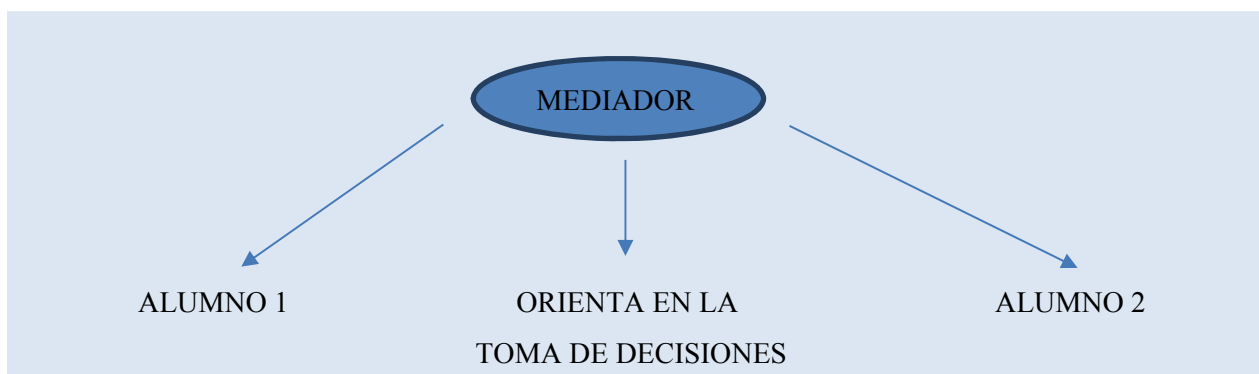 MEDIADOR
ALUMNO 1
ORIENTA EN LA
TOMA DE DECISIONES
ALUMNO 2